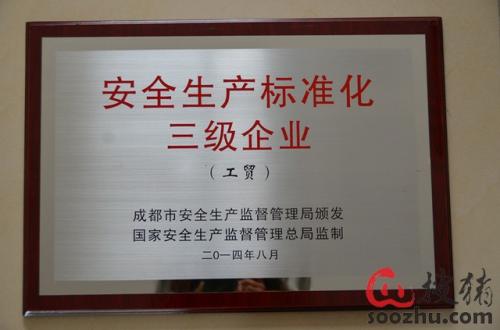 安全生产标准化
三级企业
（工贸）
成都市安全生产监督管理局颁发
国家安全生产监督管理总局监制
二〇一四年八月
搜猪
soozhu.com